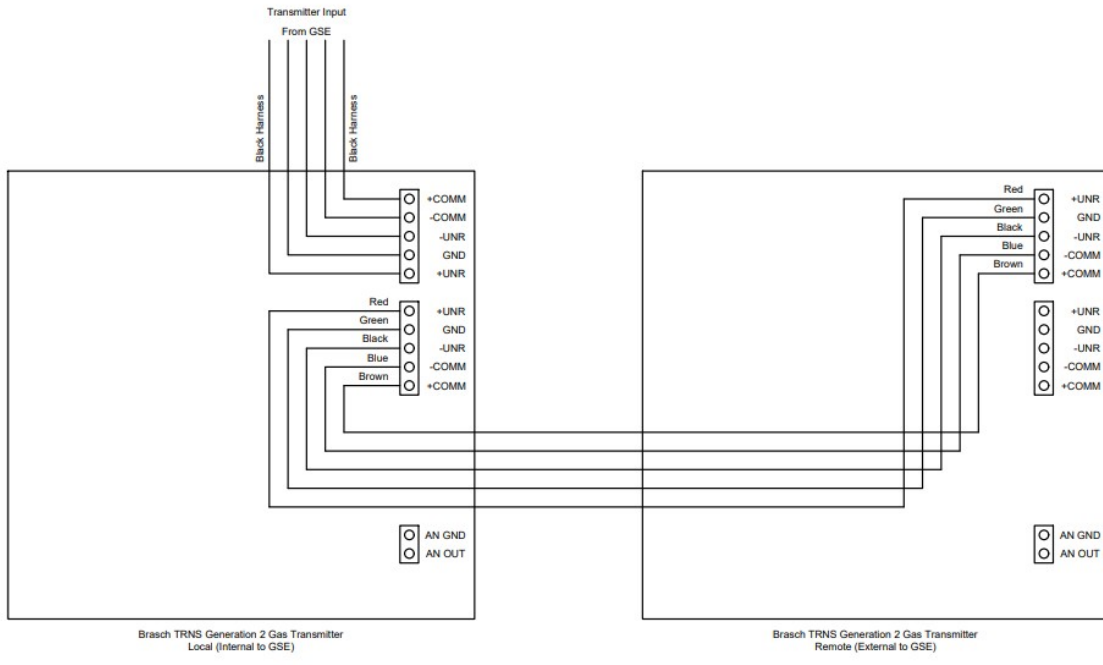 Transmitter Input
From GSE
Black Harness
Black Harness
+COMM
-COMM
-UNR
GND
+UNR
Red
+UNR
Green
GND
Black
-UNR
Blue
-COMM
Brown
+COMM
AN GND
AN OUT
Brasch TRNS Generation 2 Gas Transmitter
Local (Internal to GSE)
Red
+UNR
Green
GND
Black
-UNR
Blue
-COMM
Brown
+COMM
+UNR
GND
-UNR
-COMM
+COMM
AN GND
AN OUT
Brasch TRNS Generation 2 Gas Transmitter
Remote (External to GSE)